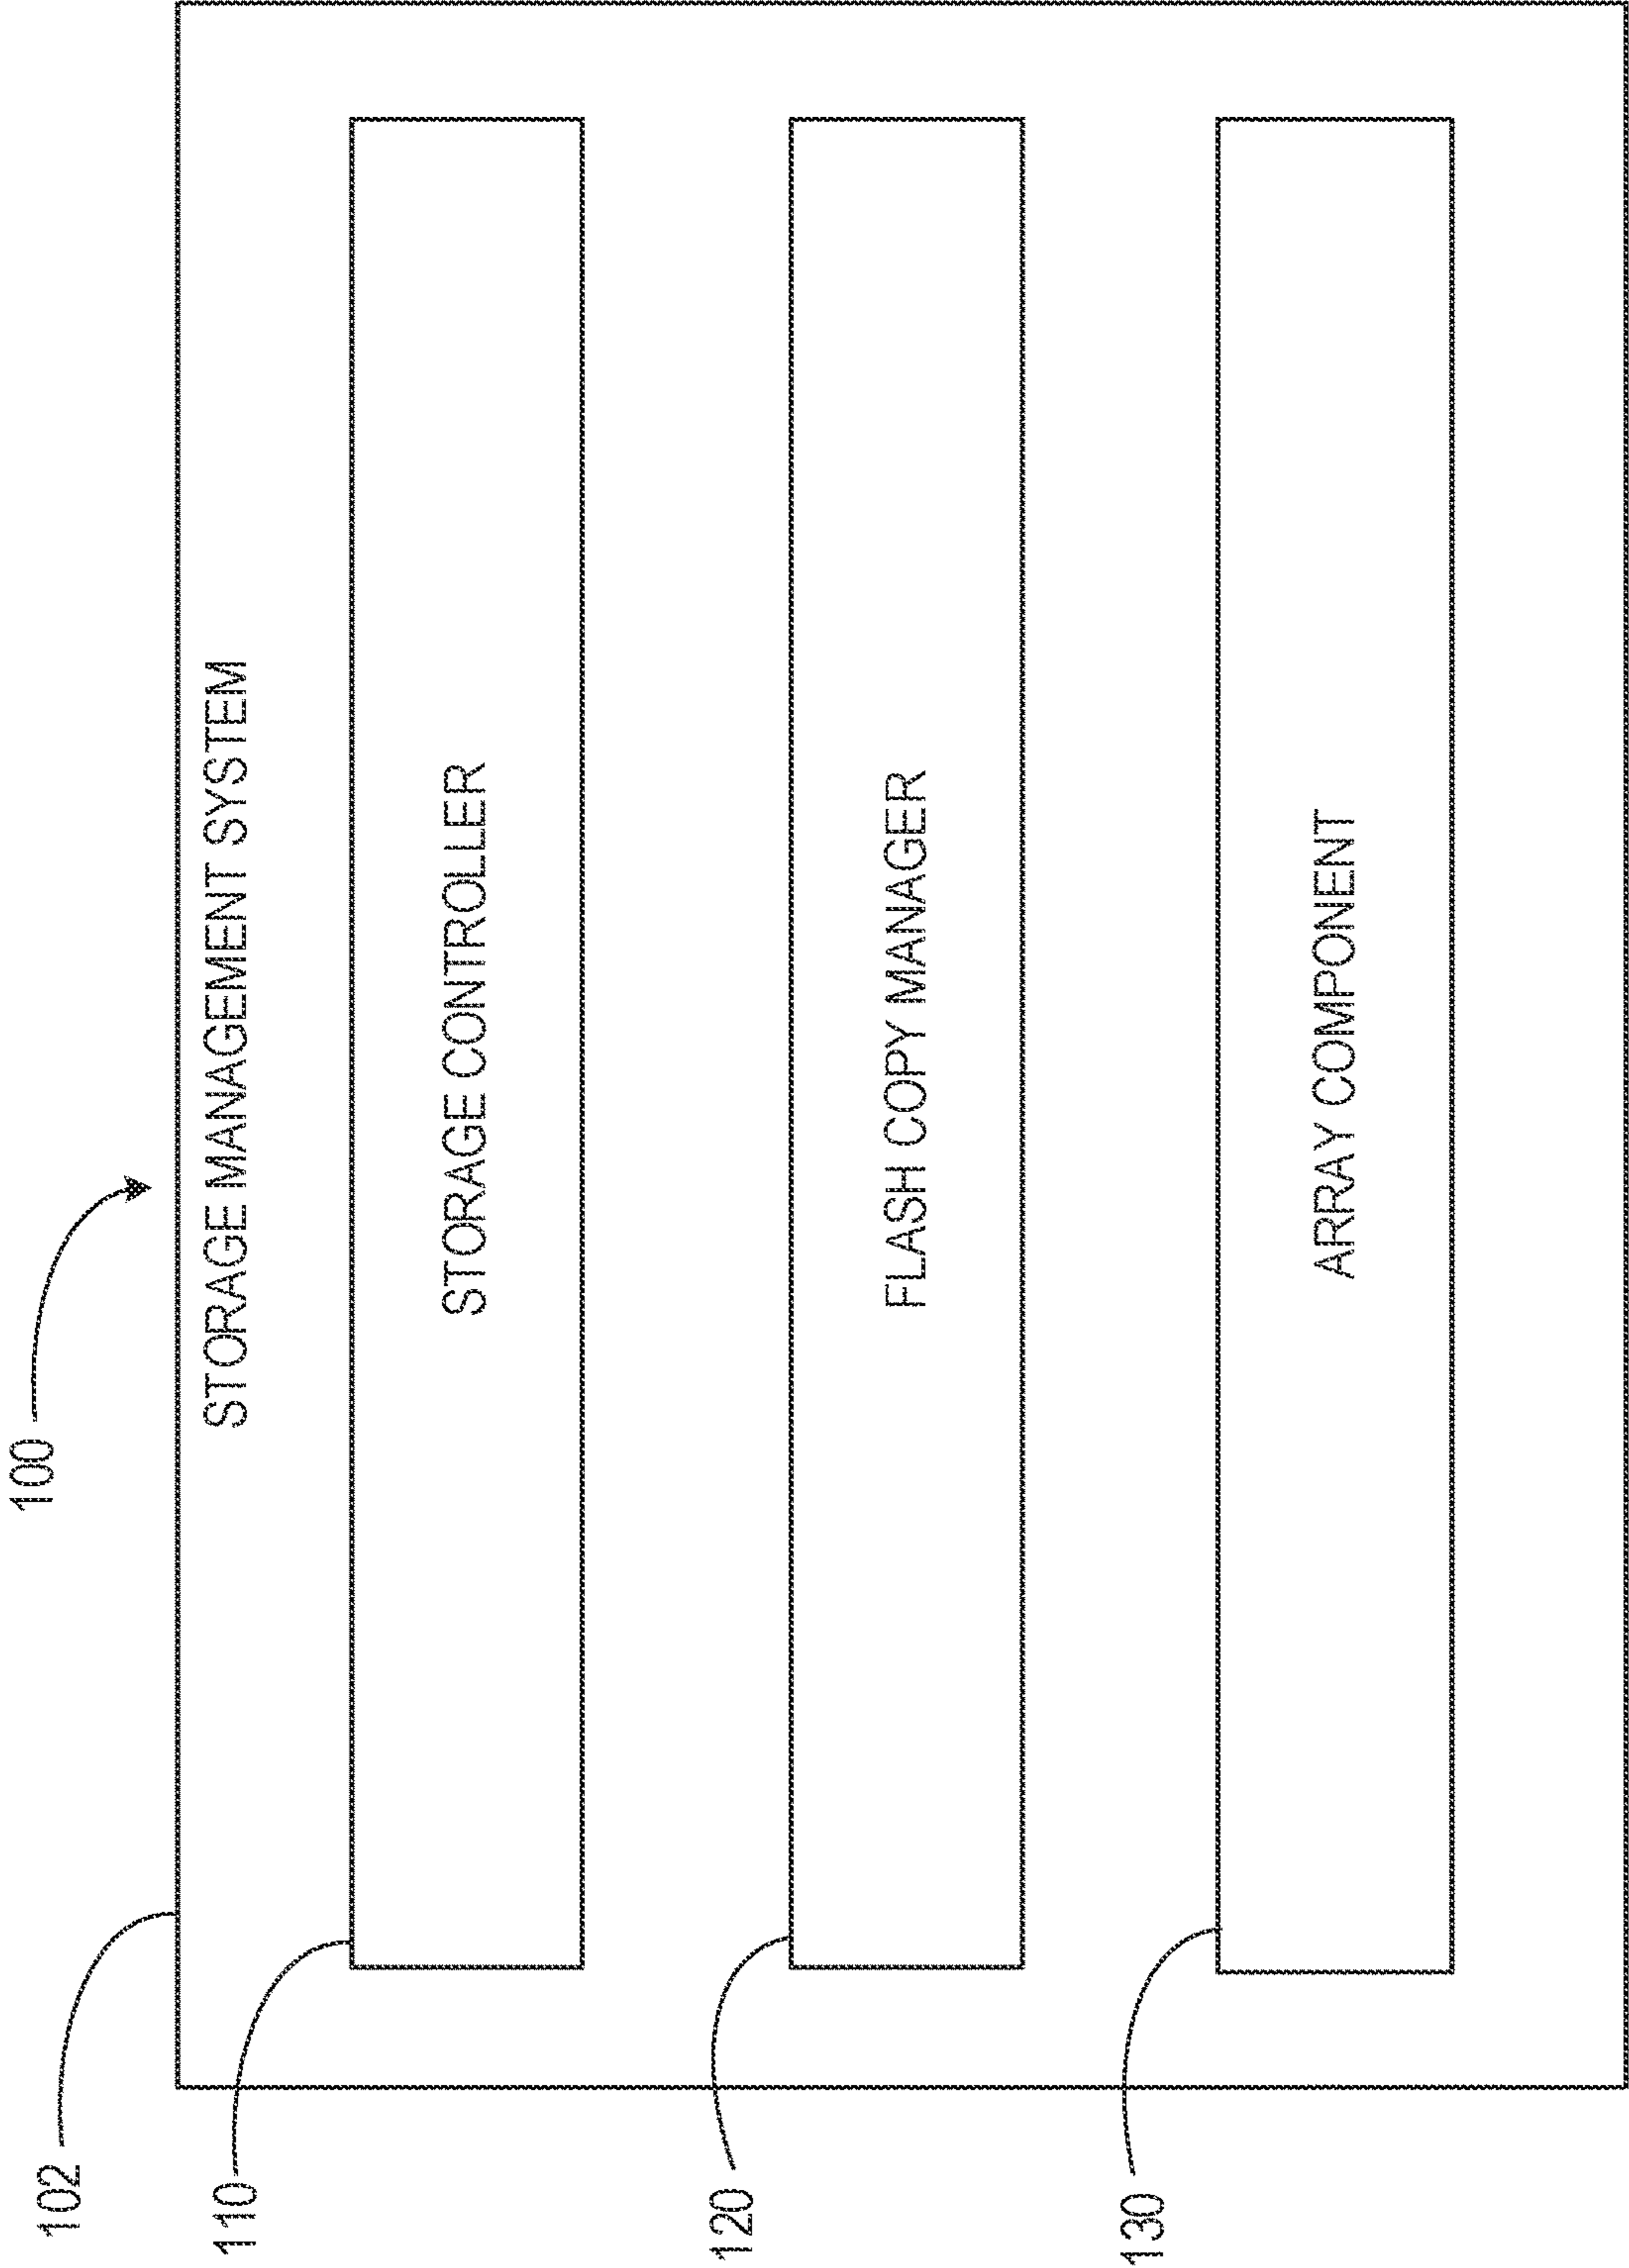 100
102
STORAGE MANAGEMENT SYSTEM
110
STORAGE CONTROLLER
120
FLASH COPY MANAGER
130
ARRAY COMPONENT